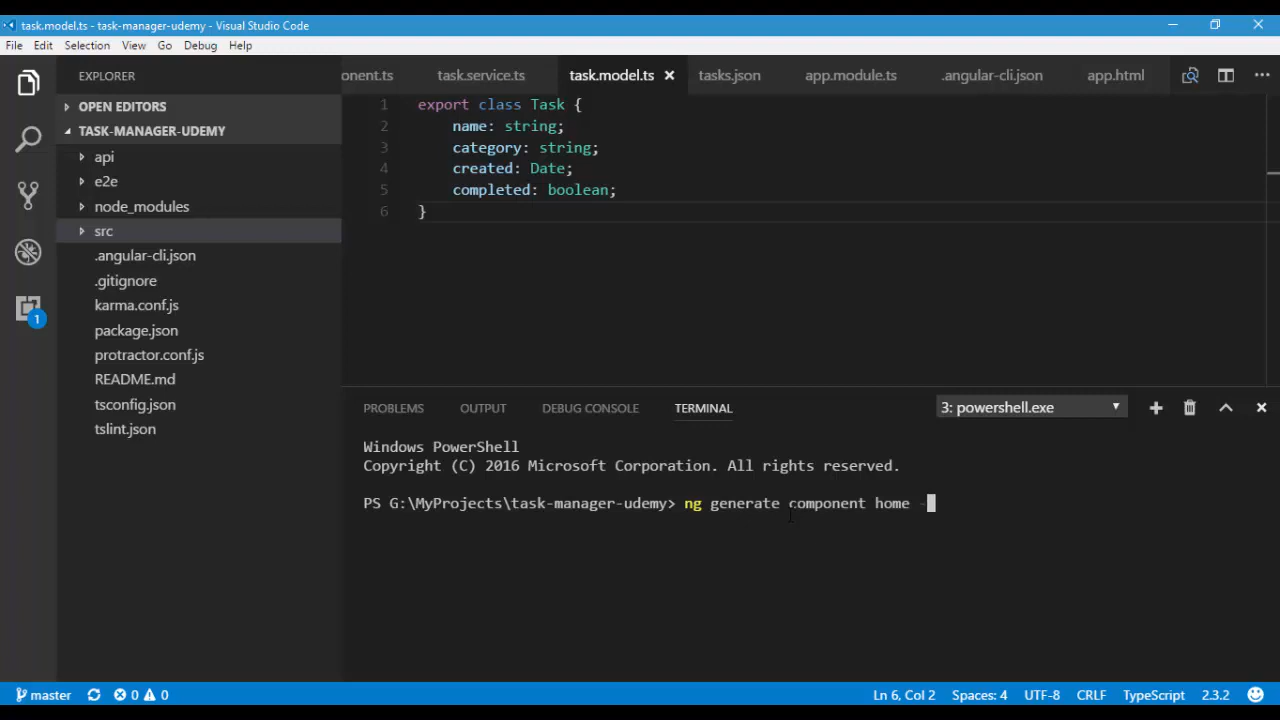 task.model.ts - task-manager-udemy - Visual Studio Code
File Edit Selection View Go Debug Help
EXPLORER
onent.ts task.service.ts task.model.ts tasks.json app.module.ts .angular-cli.json app.html
OPEN EDITORS
TASK-MANAGER-UDEMY
api
e2e
node_modules
src
.angular-cli.json
.gitignore
karma.conf.js
package.json
protractor.conf.js
README.md
tsconfig.json
tslint.json
1
1 export class Task {
2 name: string;
3 category: string;
4 created: Date;
5 completed: boolean;
6 }
PROBLEMS OUTPUT DEBUG CONSOLE TERMINAL 3: powershell.exe
Windows PowerShell
Copyright (C) 2016 Microsoft Corporation. All rights reserved.
PS G:\MyProjects\task-manager-udemy> ng generate component home -
master 0 0 Ln 6, Col 2 Spaces: 4 UTF-8 CRLF TypeScript 2.3.2